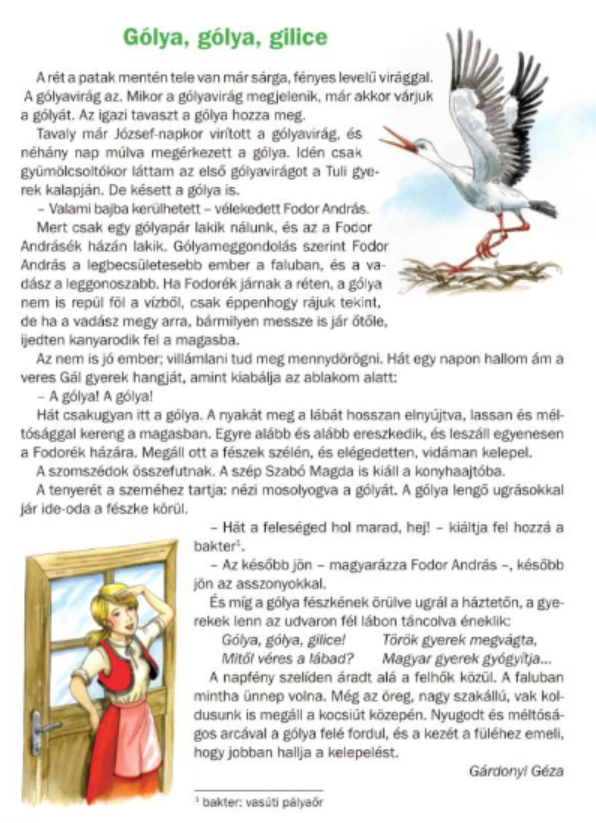 Gólya, gólya, gilice
A rét a patak mentén tele van már sárga, fényes levelű virággal.
A gólyavirág az. Mikor a gólyavirág megjelenik, már akkor várjuk
a gólyát. Az igazi tavaszt a gólya hozza meg.
Tavaly már József-napkor virított a gólyavirág, és
néhány nap múlva megérkezett a gólya. Idén csak
gyümölcsoltókor láttam az első gólyavirágot a Tuli gye-
rek kalapján. De késett a gólya is.
– Valami bajba kerülhetett – vélekedett Fodor András.
Mert csak egy gólyapár lakik nálunk, és az a Fodor
Andrásék házán lakik. Gólyameggondolás szerint Fodor
András a legbecsületesebb ember a faluban, és a va-
dász a leggonoszabb. Ha Fodorék járnak a réten, a gólya
nem is repül föl a vízből, csak éppenhogy rájuk tekint,
de ha a vadász megy arra, bármilyen messze is jár őtőle,
ijedten kanyarodik fel a magasba.
Az nem is jó ember; villámlani tud meg mennydörögni. Hát egy napon hallom ám a
veres Gál gyerek hangját, amint kiabálja az ablakom alatt:
– A gólya! A gólya!
Hát csakugyan itt a gólya. A nyakát meg a lábát hosszan elnyújtva, lassan és mél-
tósággal kereng a magasban. Egyre alább és alább ereszkedik, és leszáll egyenesen
a Fodorék házára. Megáll ott a fészek szélén, és elégedetten, vidáman kelepel.
A szomszédok összefutnak. A szép Szabó Magda is kiáll a konyhaajtóba.
A tenyerét a szeméhez tartja: nézi mosolyogva a gólyát. A gólya lengő ugrásokkal
jár ide-oda a fészke körül.
– Hát a feleséged hol marad, hej! – kiáltja fel hozzá a
bakter¹.
– Az később jön – magyarázza Fodor András –, később
jön az asszonyokkal.
És míg a gólya fészkének örülve ugrál a háztetőn, a gye-
rekek lenn az udvaron fél lábon táncolva éneklik:
Gólya, gólya, gilice! Török gyerek megvágta,
Mitől véres a lábad? Magyar gyerek gyógyítja...
A napfény szelíden áradt alá a felhők közül. A faluban
mintha ünnep volna. Még az öreg, nagy szakállú, vak kol-
dusunk is megáll a kocsiút közepén. Nyugodt és méltósá-
gos arcával a gólya felé fordul, és a kezét a füléhez emeli,
hogy jobban hallja a kelepelést.
Gárdonyi Géza
¹ bakter: vasúti pályaőr